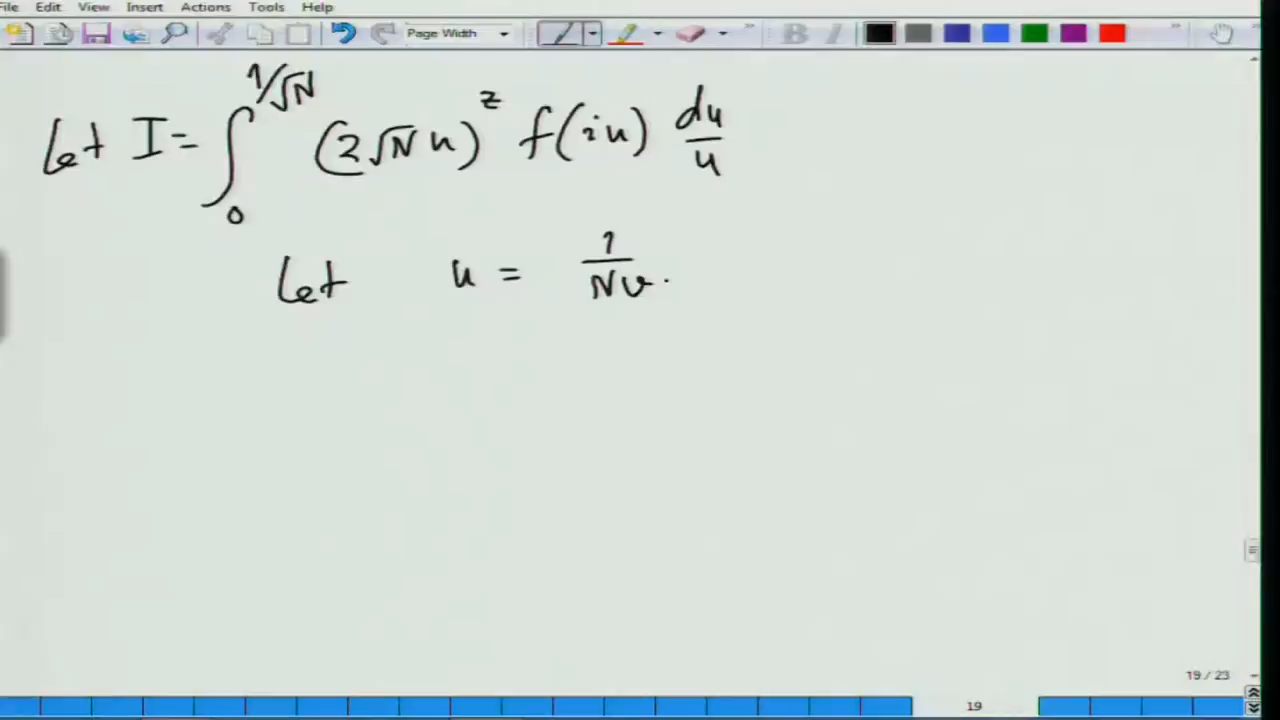 File Edit View Insert Actions Tools Help
Page Width
B I
Let I = ∫₀^{1/√N} (2√N u)^z f(iu) du/u
Let u = 1/Nv.
19 / 23
19